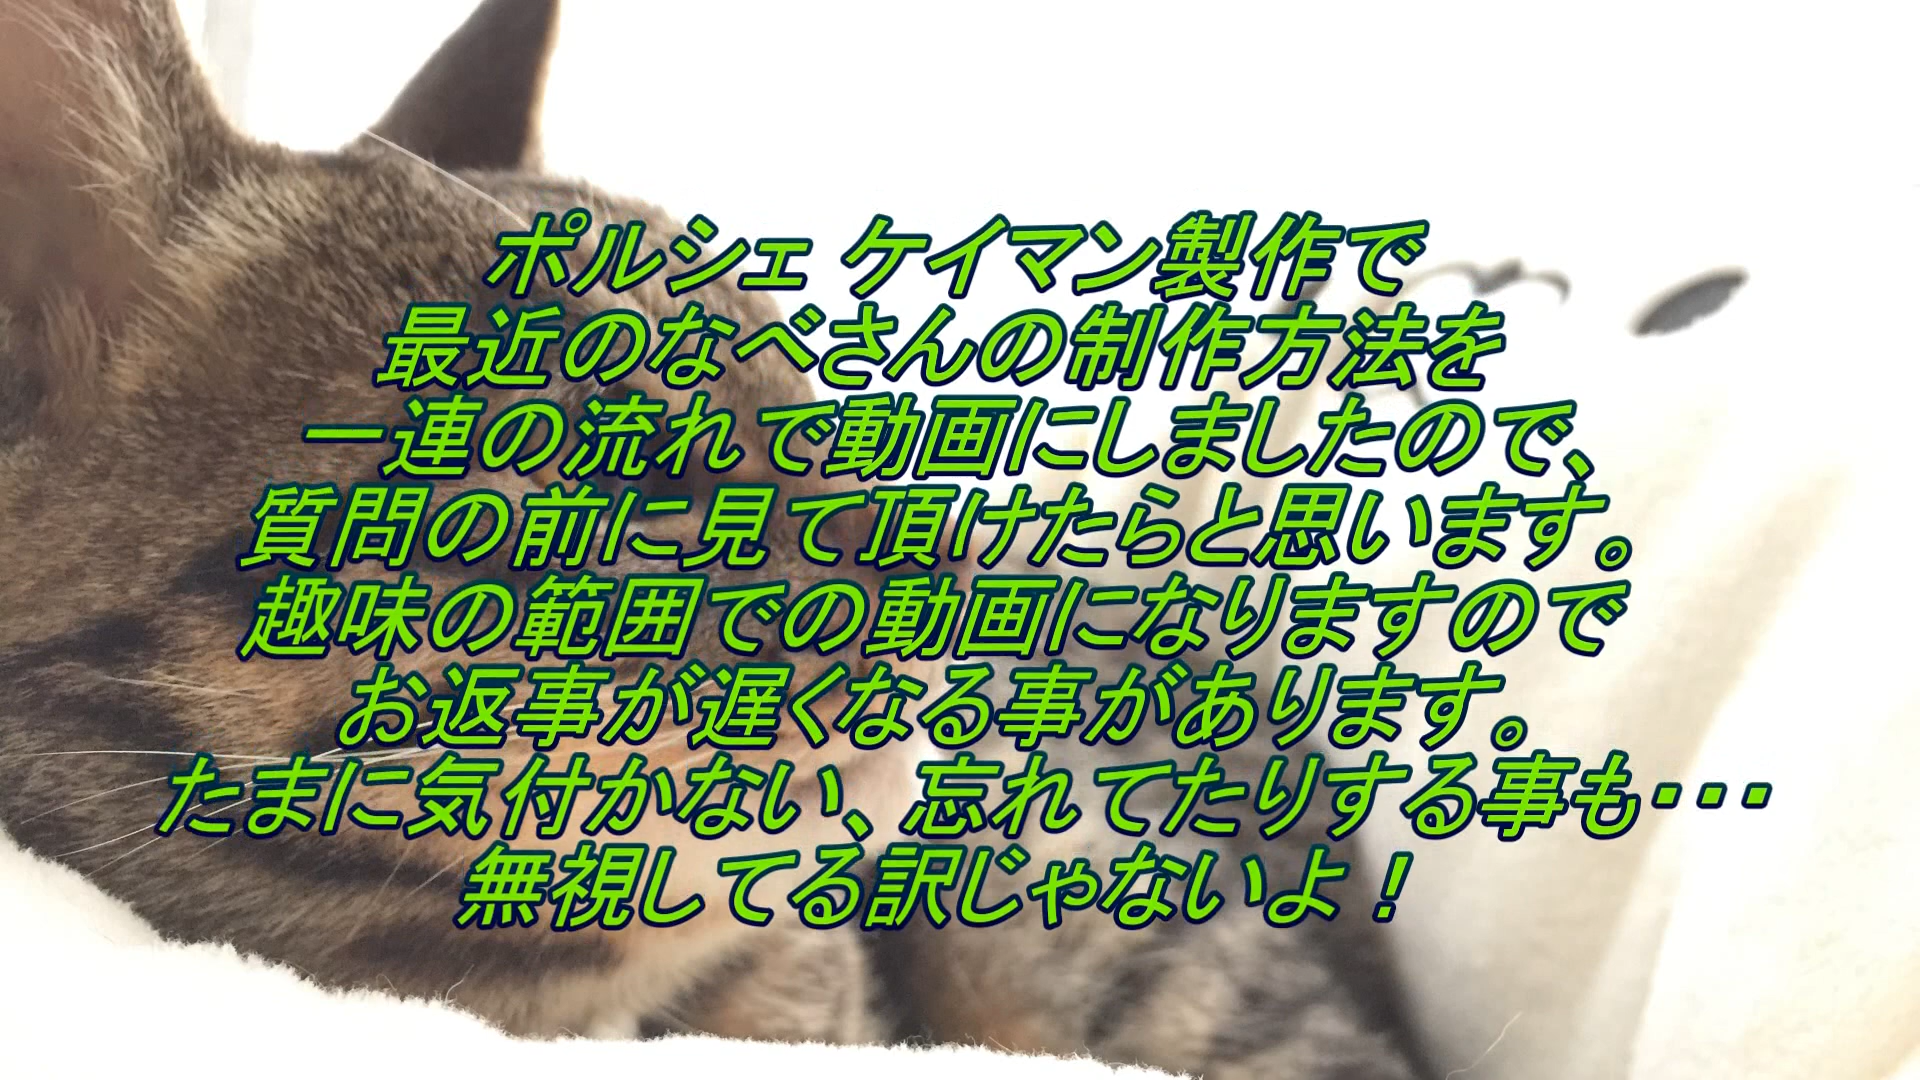 ポルシェ ケイマン製作で
最近のなべさんの制作方法を
一連の流れで動画にしましたので、
質問の前に見て頂けたらと思います。
趣味の範囲での動画になりますので
お返事が遅くなる事があります。
たまに気付かない、忘れてたりする事も・・・
無視してる訳じゃないよ！